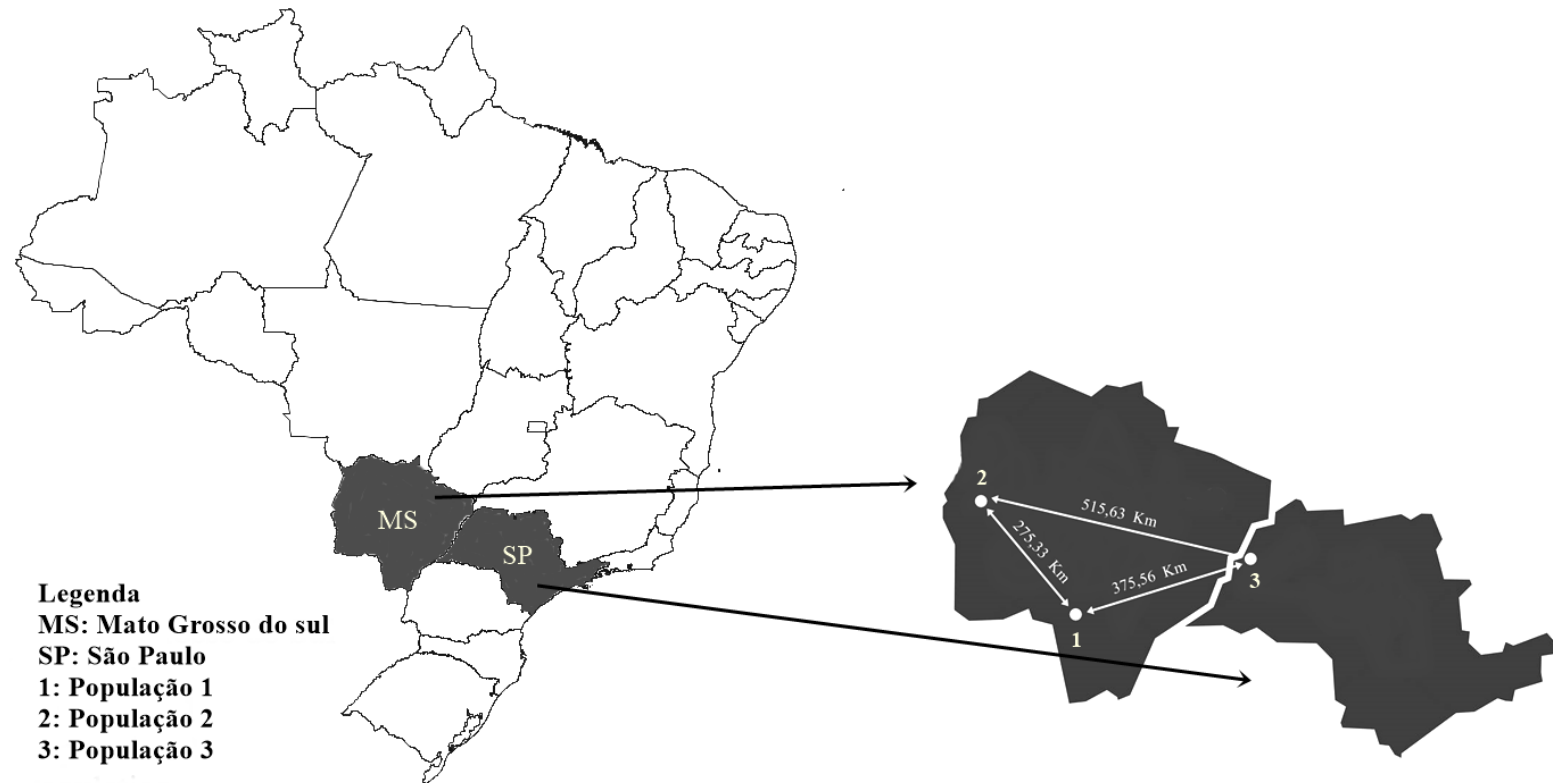 MS
SP
Legenda
MS: Mato Grosso do sul
SP: São Paulo
1: População 1
2: População 2
3: População 3
2
515,63 Km
275,33 Km
375,56 Km
3
1